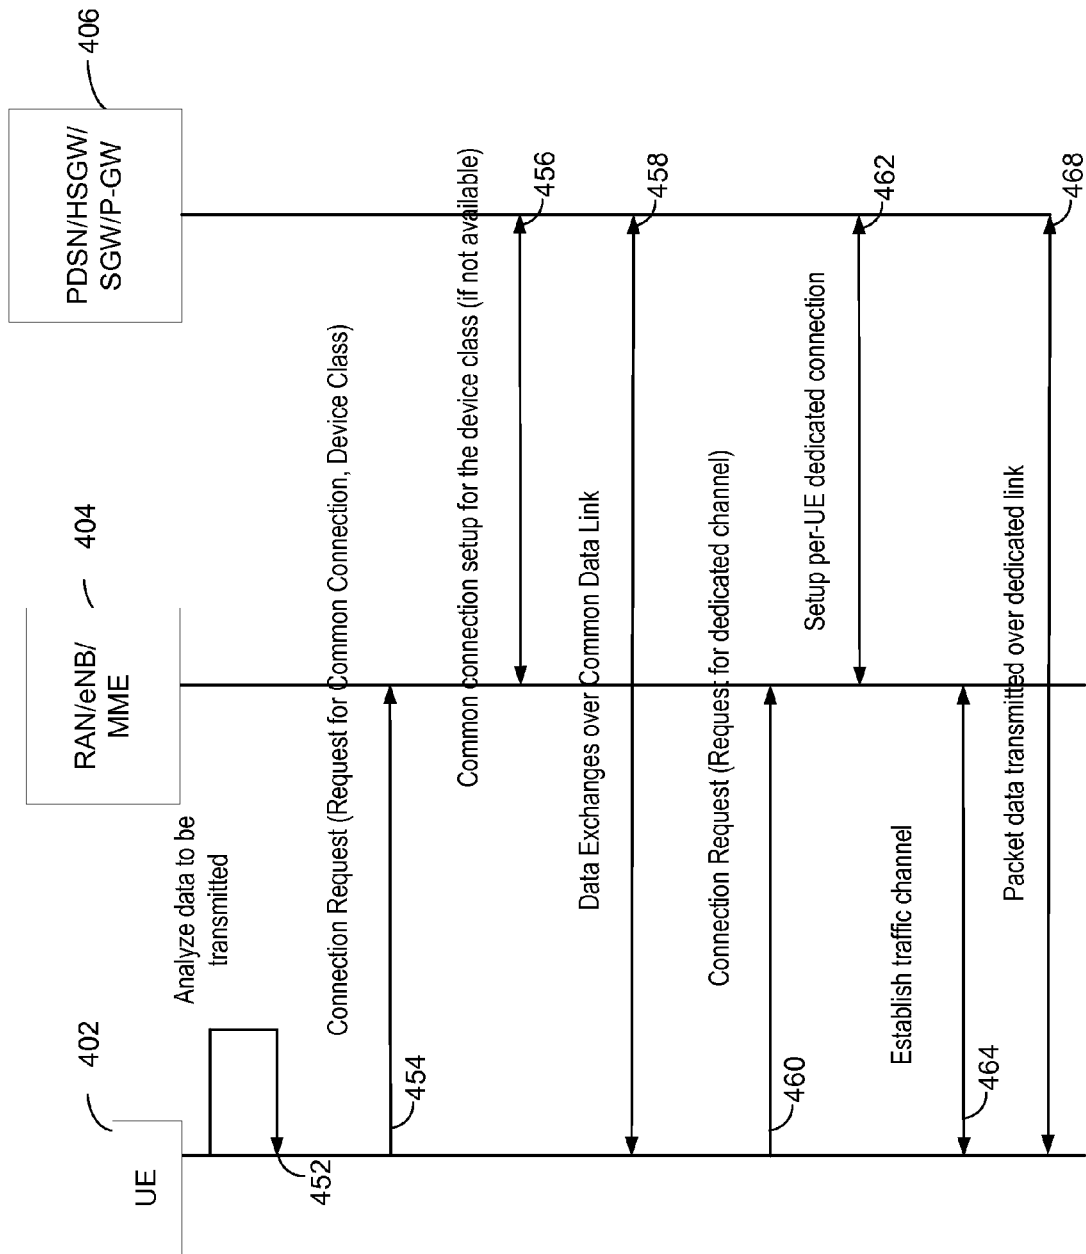 UE
402
RAN/eNB/
MME
404
PDSN/HSGW/
SGW/P-GW
406
Analyze data to be
transmitted
452
Connection Request (Request for Common Connection, Device Class)
454
Common connection setup for the device class (if not available)
456
Data Exchanges over Common Data Link
458
Connection Request (Request for dedicated channel)
460
Setup per-UE dedicated connection
462
Establish traffic channel
464
Packet data transmitted over dedicated link
468